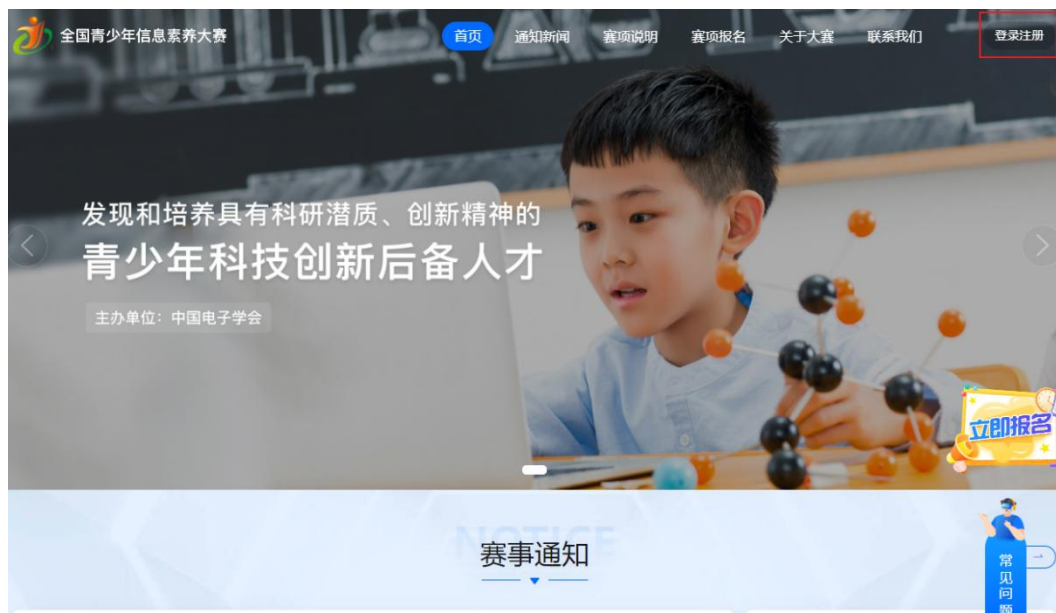 全国青少年信息素养大赛
首页
通知新闻
赛项说明
赛项报名
关于大赛
联系我们
登录注册
发现和培养具有科研潜质、创新精神的
青少年科技创新后备人才
主办单位：中国电子学会
立即报名
NOTICE
赛事通知
常见问题